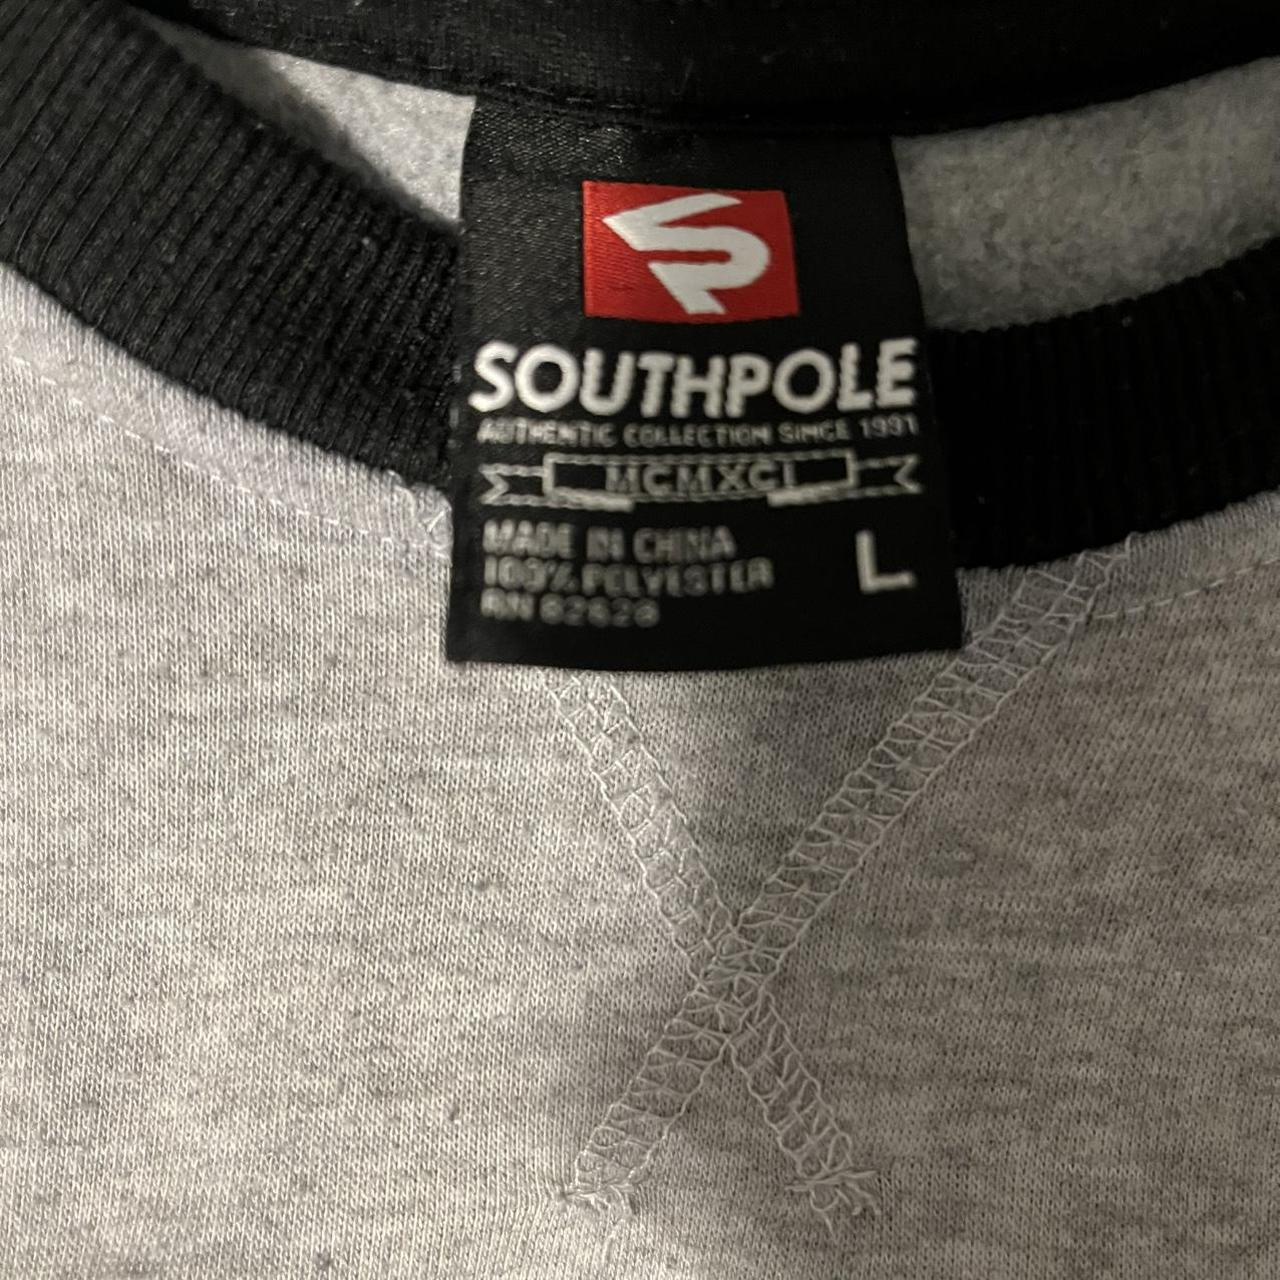 SOUTHPOLE
AUTHENTIC COLLECTION SINCE 1991
MCMXCI
MADE IN CHINA
L
100% POLYESTER
RN 82628